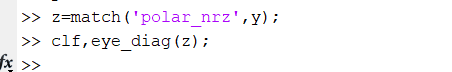 >> z=match('polar_nrz',y);
>> clf,eye_diag(z);
fx >>